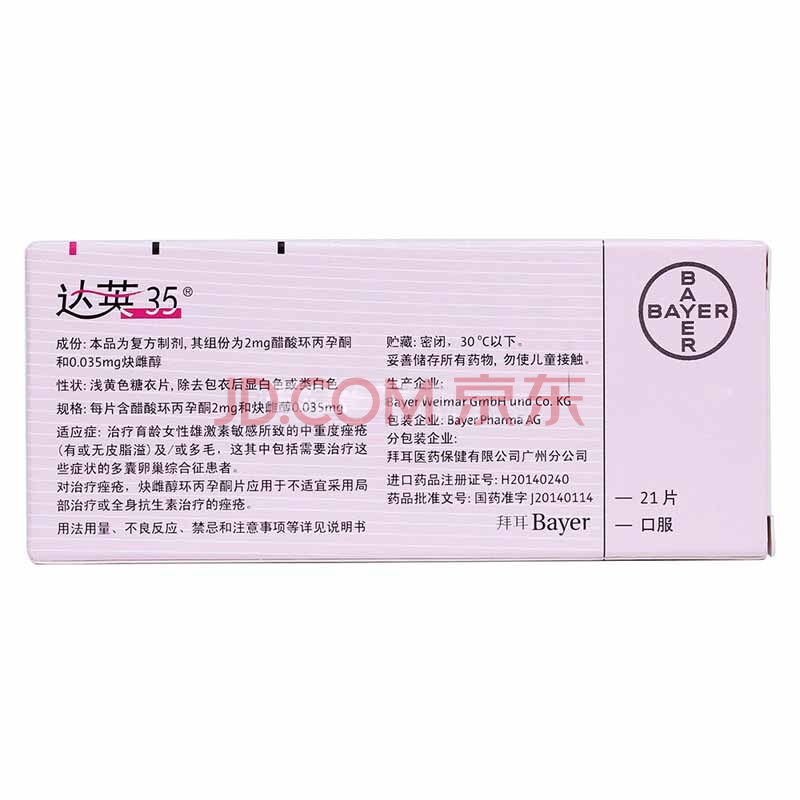 达英35®
成份: 本品为复方制剂, 其组份为2mg醋酸环丙孕酮
和0.035mg炔雌醇
性状: 浅黄色糖衣片, 除去包衣后显白色或类白色
规格: 每片含醋酸环丙孕酮2mg和炔雌醇0.035mg
适应症: 治疗育龄女性雄激素敏感所致的中重度痤疮
(有或无皮脂溢)及/或多毛, 这其中包括需要治疗这
些症状的多囊卵巢综合征患者。
对治疗痤疮, 炔雌醇环丙孕酮片应用于不适宜采用局
部治疗或全身抗生素治疗的痤疮。
用法用量、不良反应、禁忌和注意事项等详见说明书
贮藏: 密闭, 30℃以下。
妥善储存所有药物, 勿使儿童接触。
生产企业:
Bayer Weimar GmbH und Co. KG
包装企业: Bayer Pharma AG
分包装企业:
拜耳医药保健有限公司广州分公司
进口药品注册证号: H20140240
药品批准文号: 国药准字J20140114
拜耳 Bayer
BAYER
BAYER
— 21片
— 口服
JD.COM 京东